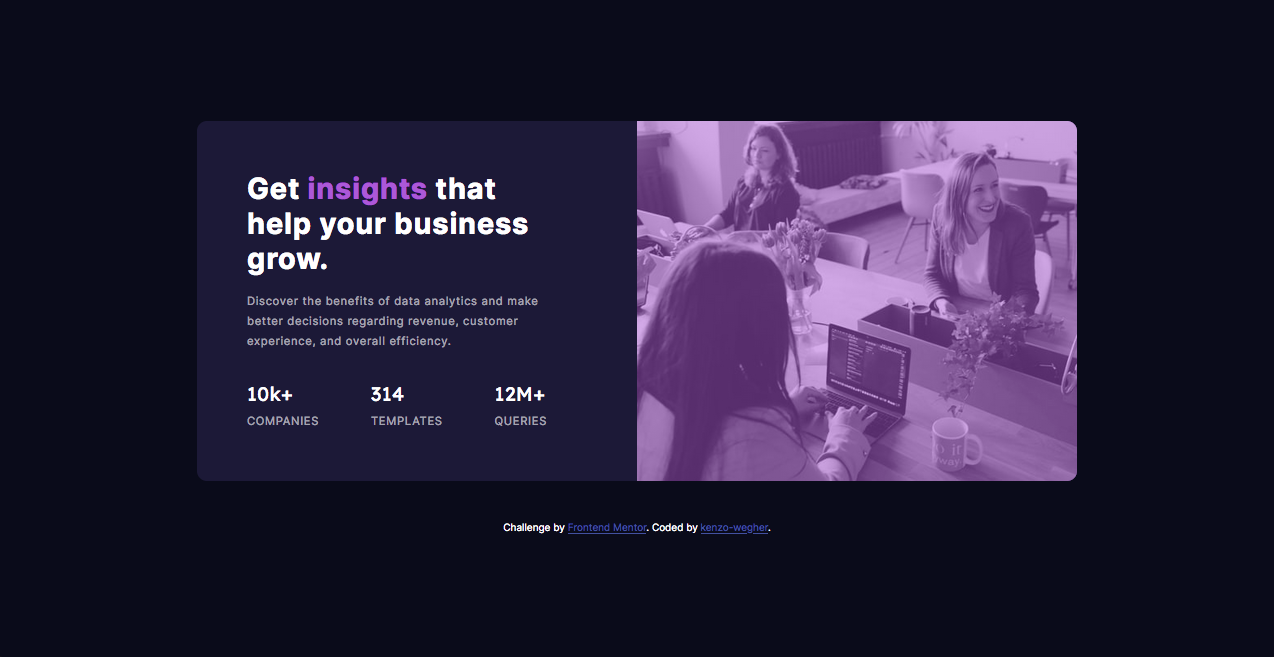 Get insights that
help your business
grow.
Discover the benefits of data analytics and make
better decisions regarding revenue, customer
experience, and overall efficiency.
10k+ 314 12M+
COMPANIES TEMPLATES QUERIES
Challenge by Frontend Mentor. Coded by kenzo-wegher.